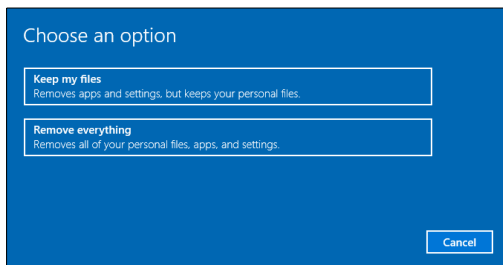 Choose an option
Keep my files
Removes apps and settings, but keeps your personal files.
Remove everything
Removes all of your personal files, apps, and settings.
Cancel